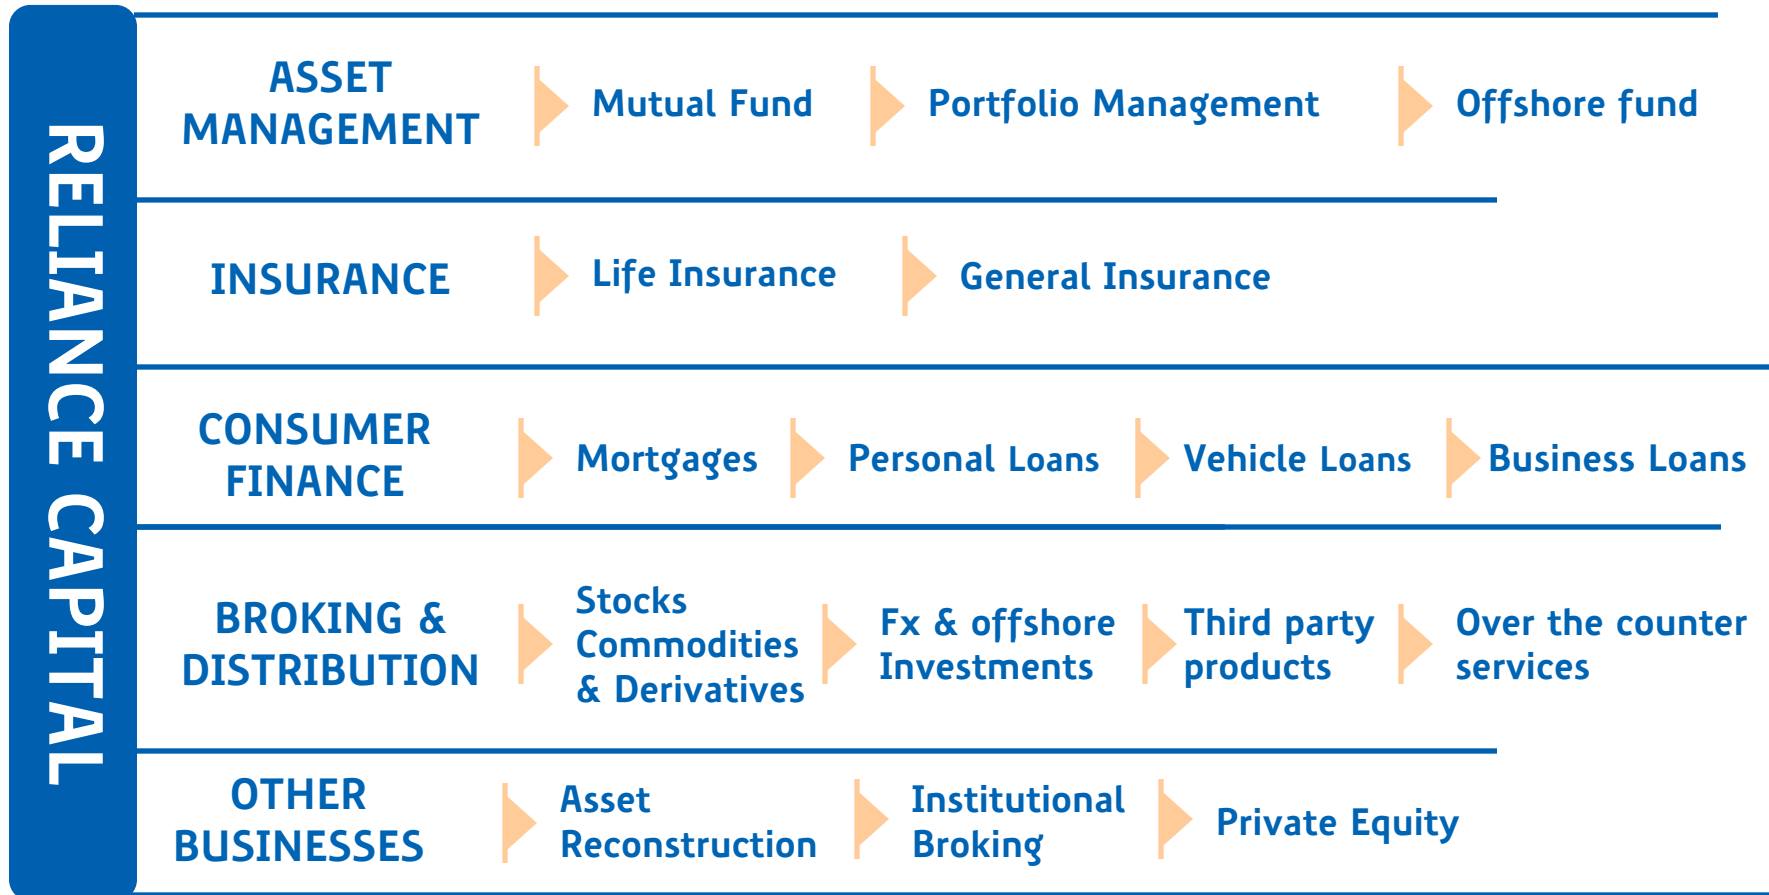 RELIANCE CAPITAL
ASSET
MANAGEMENT
Mutual Fund
Portfolio Management
Offshore fund
INSURANCE
Life Insurance
General Insurance
CONSUMER
FINANCE
Mortgages
Personal Loans
Vehicle Loans
Business Loans
BROKING &
DISTRIBUTION
Stocks
Commodities
& Derivatives
Fx & offshore
Investments
Third party
products
Over the counter
services
OTHER
BUSINESSES
Asset
Reconstruction
Institutional
Broking
Private Equity